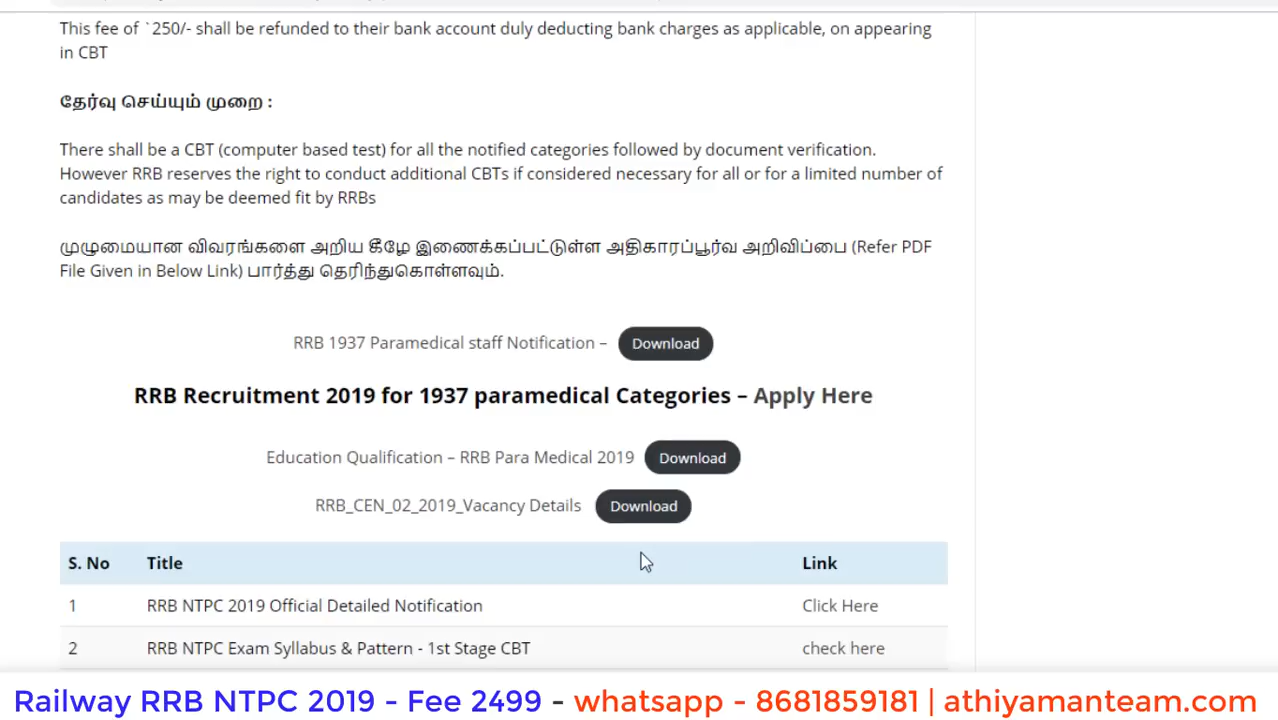 This fee of `250/- shall be refunded to their bank account duly deducting bank charges as applicable, on appearing
in CBT
தேர்வு செய்யும் முறை :
There shall be a CBT (computer based test) for all the notified categories followed by document verification.
However RRB reserves the right to conduct additional CBTs if considered necessary for all or for a limited number of
candidates as may be deemed fit by RRBs
முழுமையான விவரங்களை அறிய கீழே இணைக்கப்பட்டுள்ள அதிகாரப்பூர்வ அறிவிப்பை (Refer PDF
File Given in Below Link) பார்த்து தெரிந்துகொள்ளவும்.
RRB 1937 Paramedical staff Notification – Download
RRB Recruitment 2019 for 1937 paramedical Categories – Apply Here
Education Qualification – RRB Para Medical 2019 Download
RRB_CEN_02_2019_Vacancy Details Download
S. No Title Link
1 RRB NTPC 2019 Official Detailed Notification Click Here
2 RRB NTPC Exam Syllabus & Pattern - 1st Stage CBT check here
Railway RRB NTPC 2019 - Fee 2499 - whatsapp - 8681859181 | athiyamanteam.com